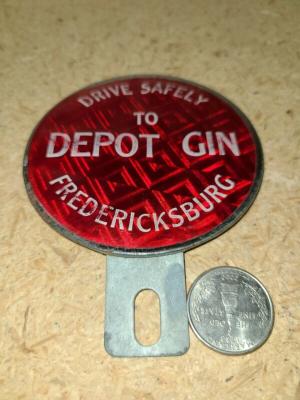 DRIVE SAFELY
TO
DEPOT GIN
FREDERICKSBURG